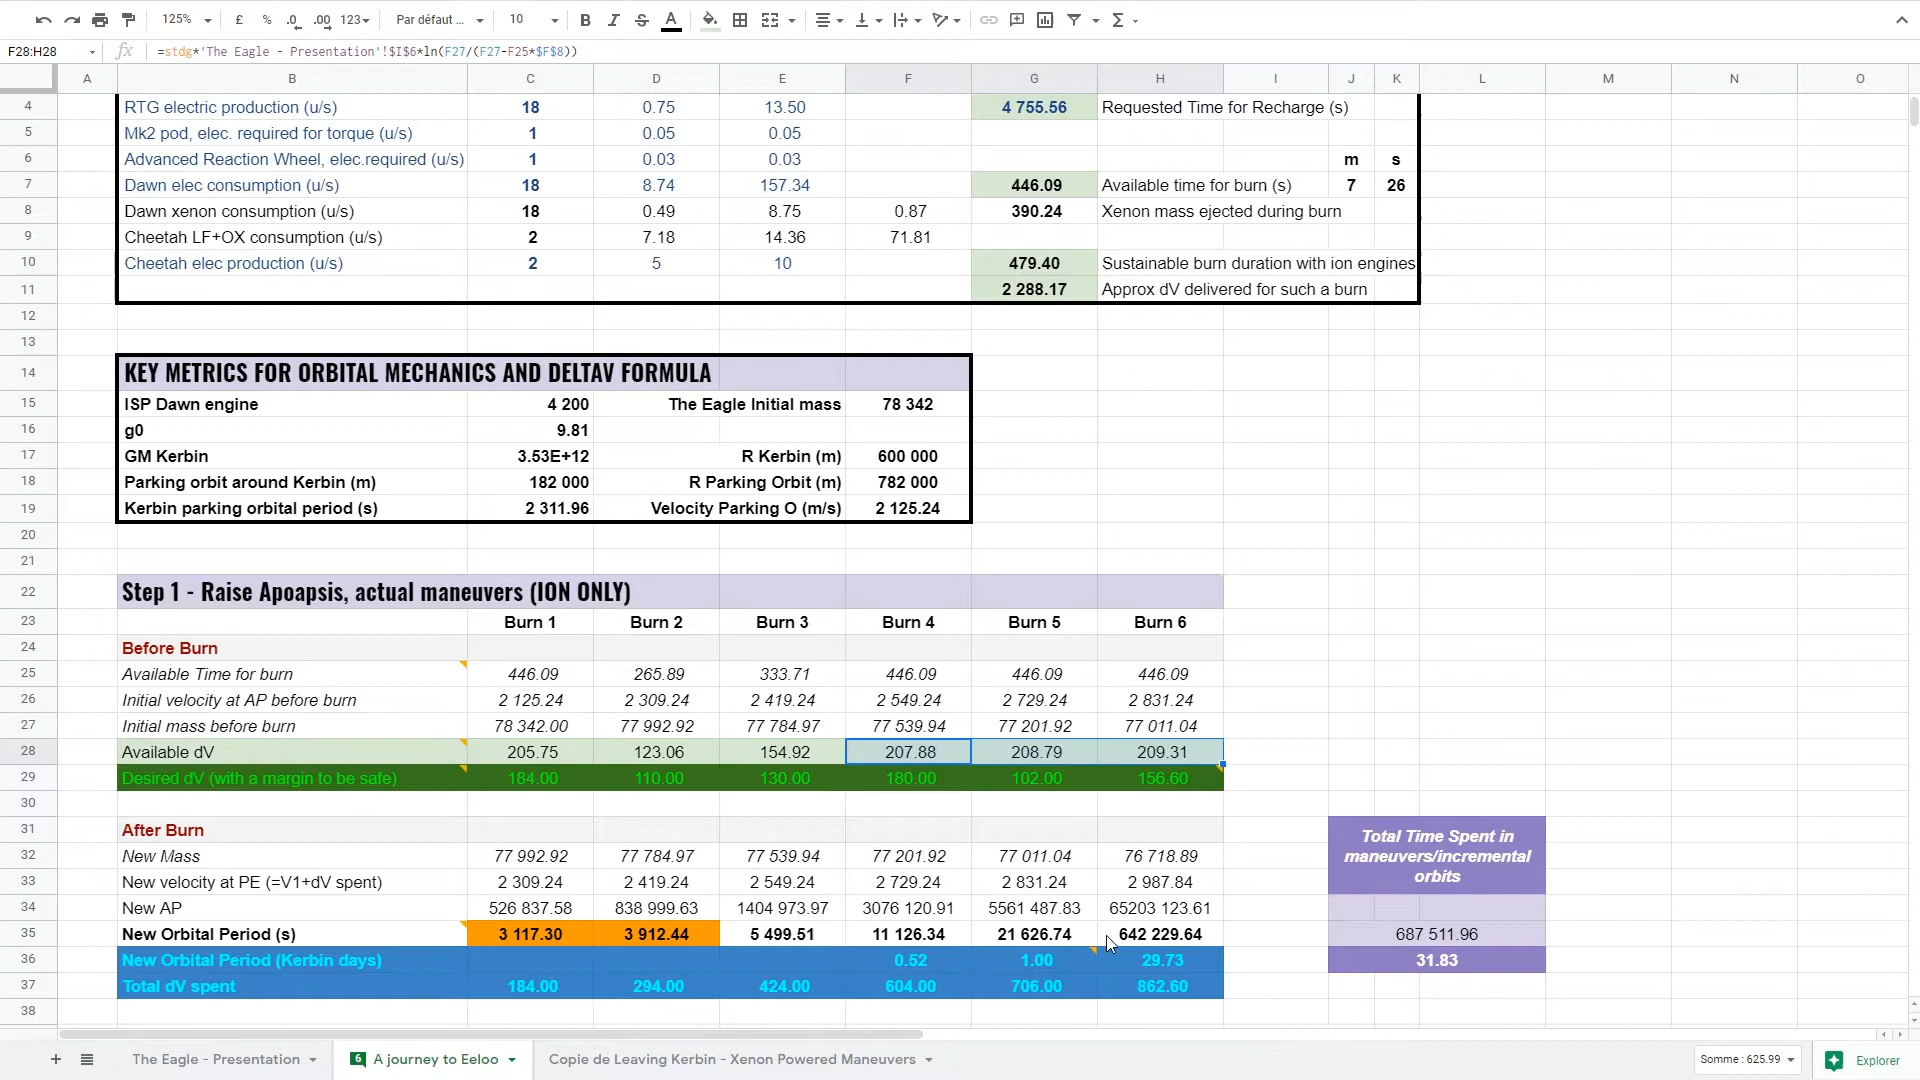 125% £ % .0 .00 123 Par défaut ... 10 B I S A Σ
F28:H28 fx =stdg*'The Eagle - Presentation'!$I$6*ln(F27/(F27-F25*$F$8))
A B C D E F G H I J K L M N O
4 RTG electric production (u/s) 18 0.75 13.50 4 755.56 Requested Time for Recharge (s)
5 Mk2 pod, elec. required for torque (u/s) 1 0.05 0.05
6 Advanced Reaction Wheel, elec.required (u/s) 1 0.03 0.03 m s
7 Dawn elec consumption (u/s) 18 8.74 157.34 446.09 Available time for burn (s) 7 26
8 Dawn xenon consumption (u/s) 18 0.49 8.75 0.87 390.24 Xenon mass ejected during burn
9 Cheetah LF+OX consumption (u/s) 2 7.18 14.36 71.81
10 Cheetah elec production (u/s) 2 5 10 479.40 Sustainable burn duration with ion engines
11 2 288.17 Approx dV delivered for such a burn
12
13
14 KEY METRICS FOR ORBITAL MECHANICS AND DELTAV FORMULA
15 ISP Dawn engine 4 200 The Eagle Initial mass 78 342
16 g0 9.81
17 GM Kerbin 3.53E+12 R Kerbin (m) 600 000
18 Parking orbit around Kerbin (m) 182 000 R Parking Orbit (m) 782 000
19 Kerbin parking orbital period (s) 2 311.96 Velocity Parking O (m/s) 2 125.24
20
21
22 Step 1 - Raise Apoapsis, actual maneuvers (ION ONLY)
23 Burn 1 Burn 2 Burn 3 Burn 4 Burn 5 Burn 6
24 Before Burn
25 Available Time for burn 446.09 265.89 333.71 446.09 446.09 446.09
26 Initial velocity at AP before burn 2 125.24 2 309.24 2 419.24 2 549.24 2 729.24 2 831.24
27 Initial mass before burn 78 342.00 77 992.92 77 784.97 77 539.94 77 201.92 77 011.04
28 Available dV 205.75 123.06 154.92 207.88 208.79 209.31
29 Desired dV (with a margin to be safe) 184.00 110.00 130.00 180.00 102.00 156.60
30
31 After Burn Total Time Spent in maneuvers/incremental orbits
32 New Mass 77 992.92 77 784.97 77 539.94 77 201.92 77 011.04 76 718.89
33 New velocity at PE (=V1+dV spent) 2 309.24 2 419.24 2 549.24 2 729.24 2 831.24 2 987.84
34 New AP 526 837.58 838 999.63 1404 973.97 3076 120.91 5561 487.83 65203 123.61
35 New Orbital Period (s) 3 117.30 3 912.44 5 499.51 11 126.34 21 626.74 642 229.64 687 511.96
36 New Orbital Period (Kerbin days) 0.52 1.00 29.73 31.83
37 Total dV spent 184.00 294.00 424.00 604.00 706.00 862.60
38
+ The Eagle - Presentation 6 A journey to Eeloo Copie de Leaving Kerbin - Xenon Powered Maneuvers Somme : 625.99 Explorer